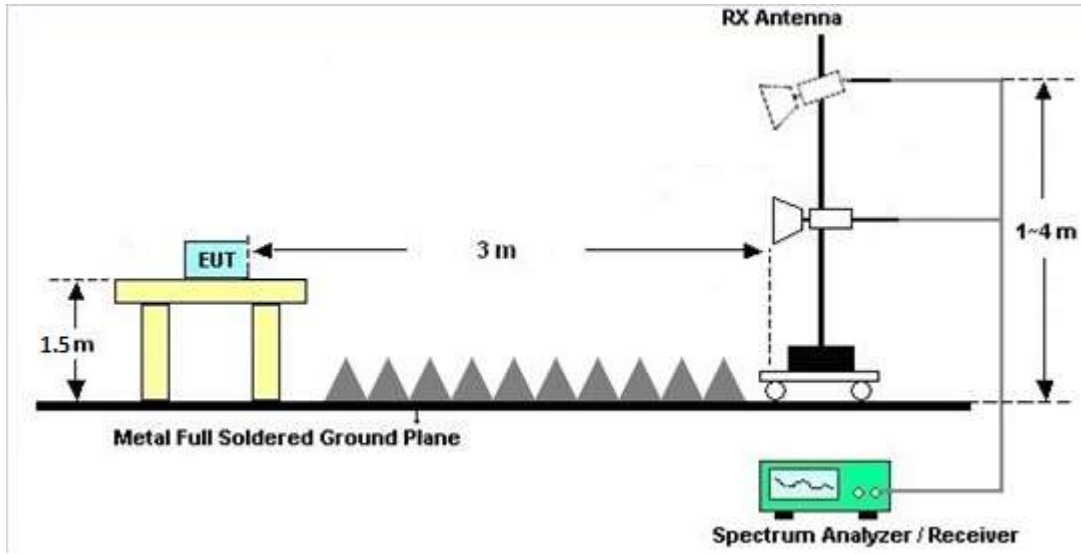 RX Antenna
EUT
3 m
1~4 m
1.5 m
Metal Full Soldered Ground Plane
Spectrum Analyzer / Receiver